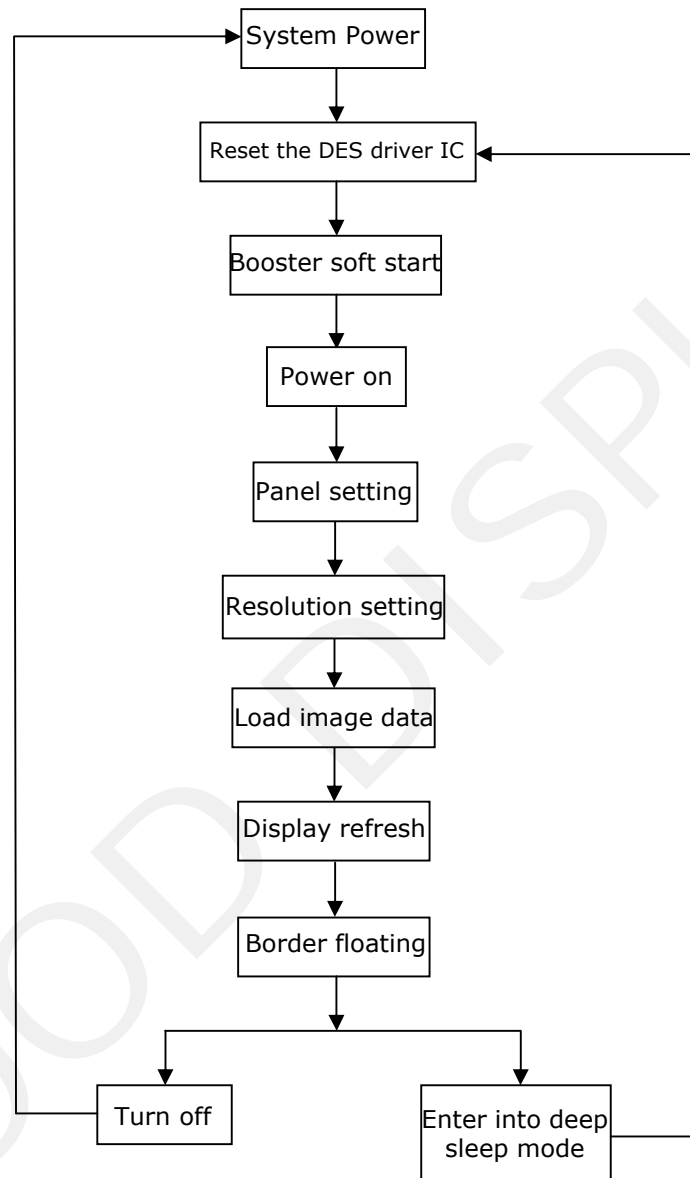 System Power
Reset the DES driver IC
Booster soft start
Power on
Panel setting
Resolution setting
Load image data
Display refresh
Border floating
Turn off
Enter into deep
sleep mode